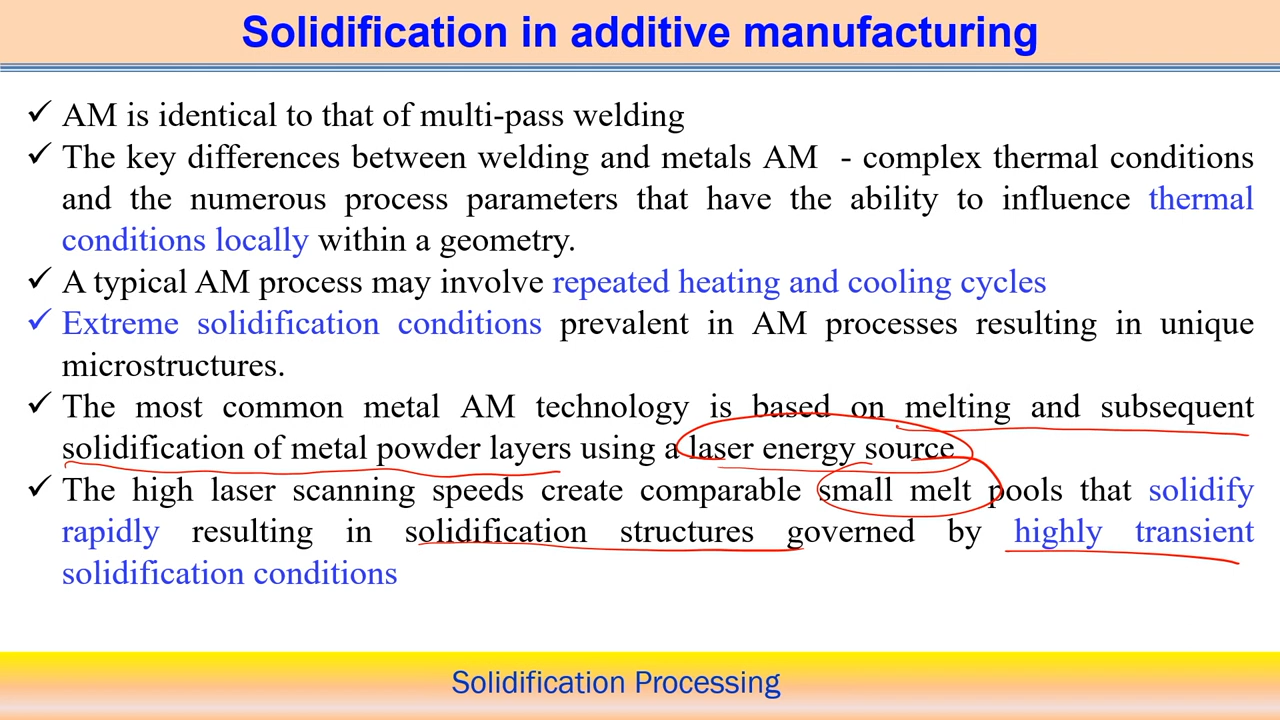 Solidification in additive manufacturing
✓ AM is identical to that of multi-pass welding
✓ The key differences between welding and metals AM - complex thermal conditions
and the numerous process parameters that have the ability to influence thermal
conditions locally within a geometry.
✓ A typical AM process may involve repeated heating and cooling cycles
✓ Extreme solidification conditions prevalent in AM processes resulting in unique
microstructures.
✓ The most common metal AM technology is based on melting and subsequent
solidification of metal powder layers using a laser energy source
✓ The high laser scanning speeds create comparable small melt pools that solidify
rapidly resulting in solidification structures governed by highly transient
solidification conditions
Solidification Processing